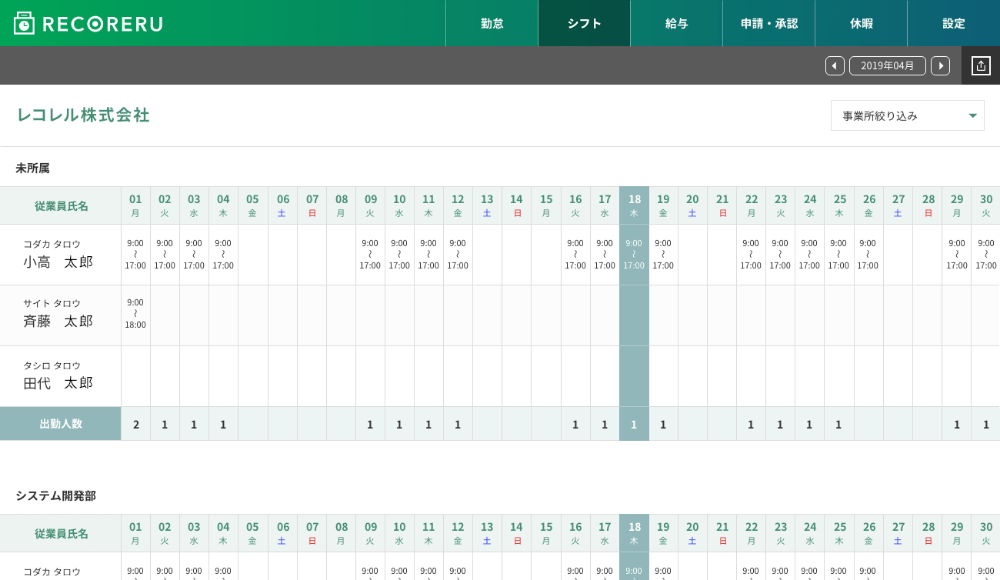 RECORERU 勤怠 シフト 給与 申請・承認 休暇 設定
2019年04月
レコレル株式会社 事業所絞り込み
未所属
従業員氏名 01 02 03 04 05 06 07 08 09 10 11 12 13 14 15 16 17 18 19 20 21 22 23 24 25 26 27 28 29 30
月 火 水 木 金 土 日 月 火 水 木 金 土 日 月 火 水 木 金 土 日 月 火 水 木 金 土 日 月 火
コダカ タロウ 9:00 9:00 9:00 9:00 9:00 9:00 9:00 9:00 9:00 9:00 9:00 9:00 9:00 9:00 9:00 9:00 9:00 9:00 9:00
~ ~ ~ ~ ~ ~ ~ ~ ~ ~ ~ ~ ~ ~ ~ ~ ~ ~ ~
小高 太郎 17:00 17:00 17:00 17:00 17:00 17:00 17:00 17:00 17:00 17:00 17:00 17:00 17:00 17:00 17:00 17:00 17:00 17:00 17:00
サイト タロウ 9:00
~
斉藤 太郎 18:00
タシロ タロウ
田代 太郎
出勤人数 2 1 1 1 1 1 1 1 1 1 1 1 1 1 1 1 1 1
システム開発部
従業員氏名 01 02 03 04 05 06 07 08 09 10 11 12 13 14 15 16 17 18 19 20 21 22 23 24 25 26 27 28 29 30
月 火 水 木 金 土 日 月 火 水 木 金 土 日 月 火 水 木 金 土 日 月 火 水 木 金 土 日 月 火
コダカ タロウ 9:00 9:00 9:00 9:00 9:00 9:00 9:00 9:00 9:00 9:00 9:00 9:00 9:00 9:00 9:00 9:00 9:00 9:00 9:00